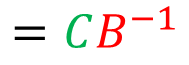 = CB⁻¹